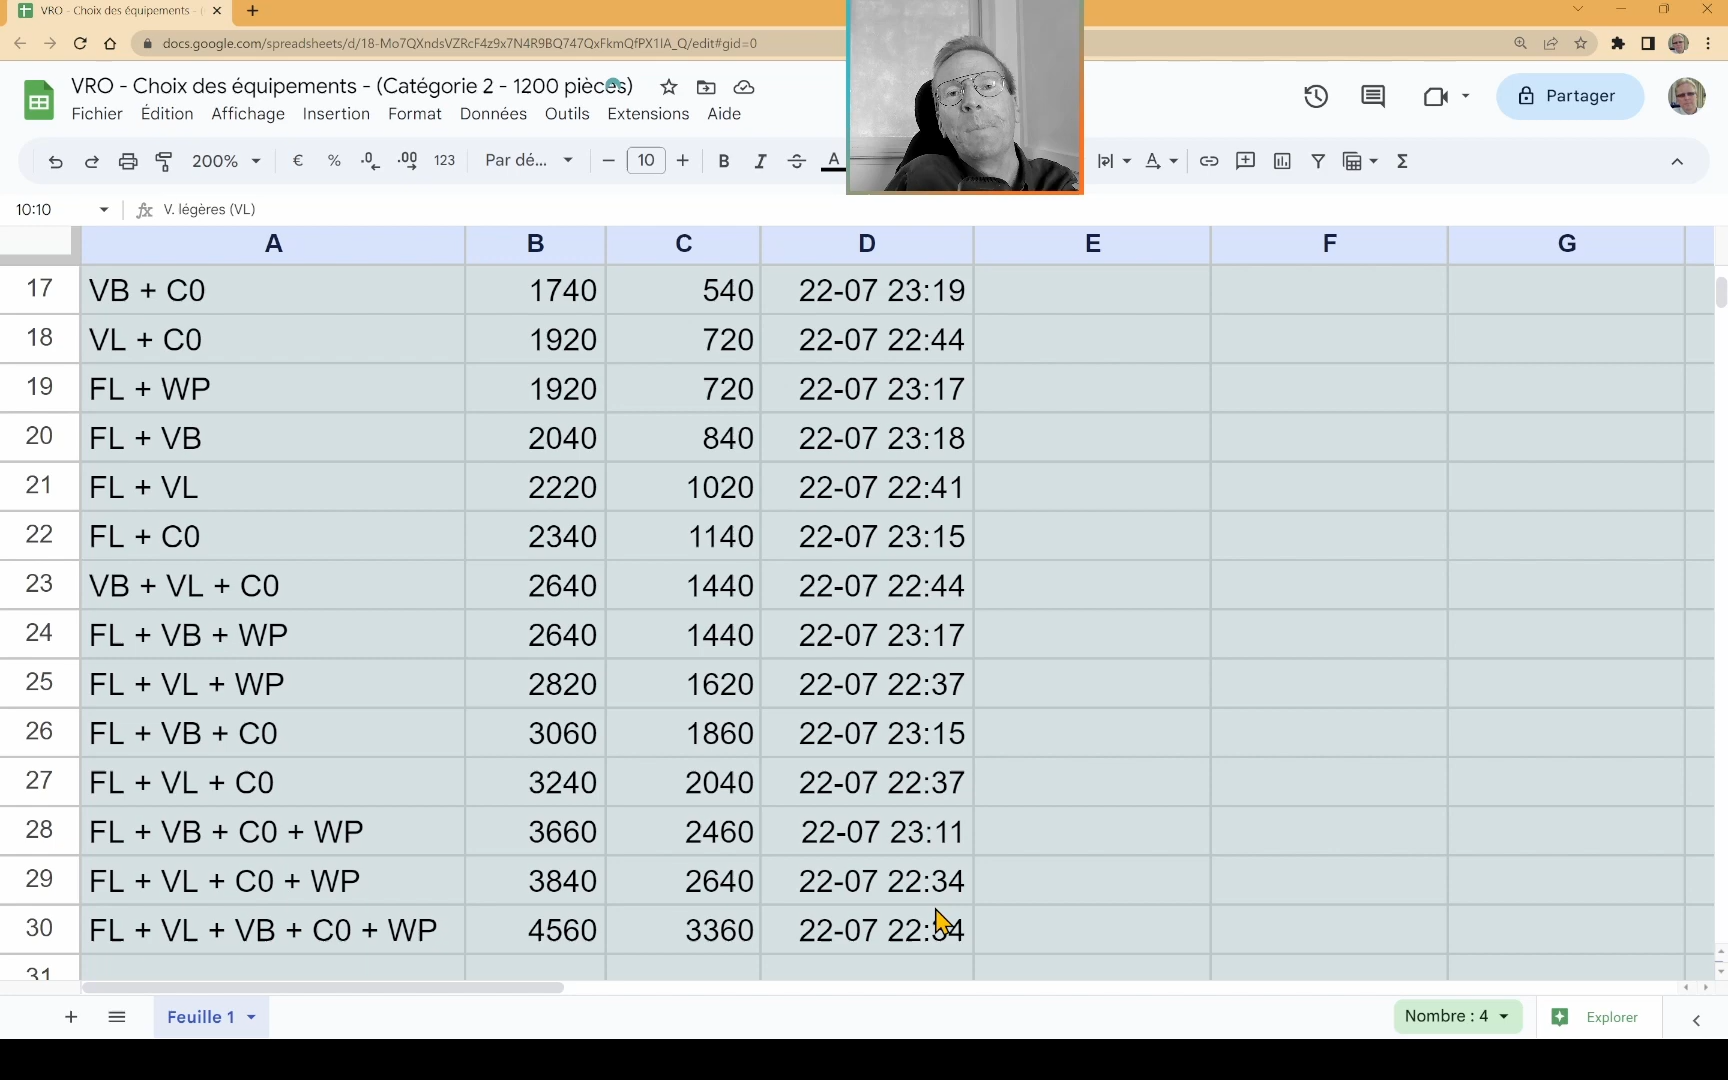 VRO - Choix des équipements - (
docs.google.com/spreadsheets/d/18-Mo7QXndsVZRcF4z9x7N4R9BQ747QxFkmQfPX1IA_Q/edit#gid=0
VRO - Choix des équipements - (Catégorie 2 - 1200 pièces)
Fichier Édition Affichage Insertion Format Données Outils Extensions Aide
Partager
200% € % .0 .00 123 Par dé... 10 B I S A Σ
10:10 fx V. légères (VL)
A B C D E F G
17 VB + C0 1740 540 22-07 23:19
18 VL + C0 1920 720 22-07 22:44
19 FL + WP 1920 720 22-07 23:17
20 FL + VB 2040 840 22-07 23:18
21 FL + VL 2220 1020 22-07 22:41
22 FL + C0 2340 1140 22-07 23:15
23 VB + VL + C0 2640 1440 22-07 22:44
24 FL + VB + WP 2640 1440 22-07 23:17
25 FL + VL + WP 2820 1620 22-07 22:37
26 FL + VB + C0 3060 1860 22-07 23:15
27 FL + VL + C0 3240 2040 22-07 22:37
28 FL + VB + C0 + WP 3660 2460 22-07 23:11
29 FL + VL + C0 + WP 3840 2640 22-07 22:34
30 FL + VL + VB + C0 + WP 4560 3360 22-07 22:34
31
Feuille 1 Nombre : 4 Explorer